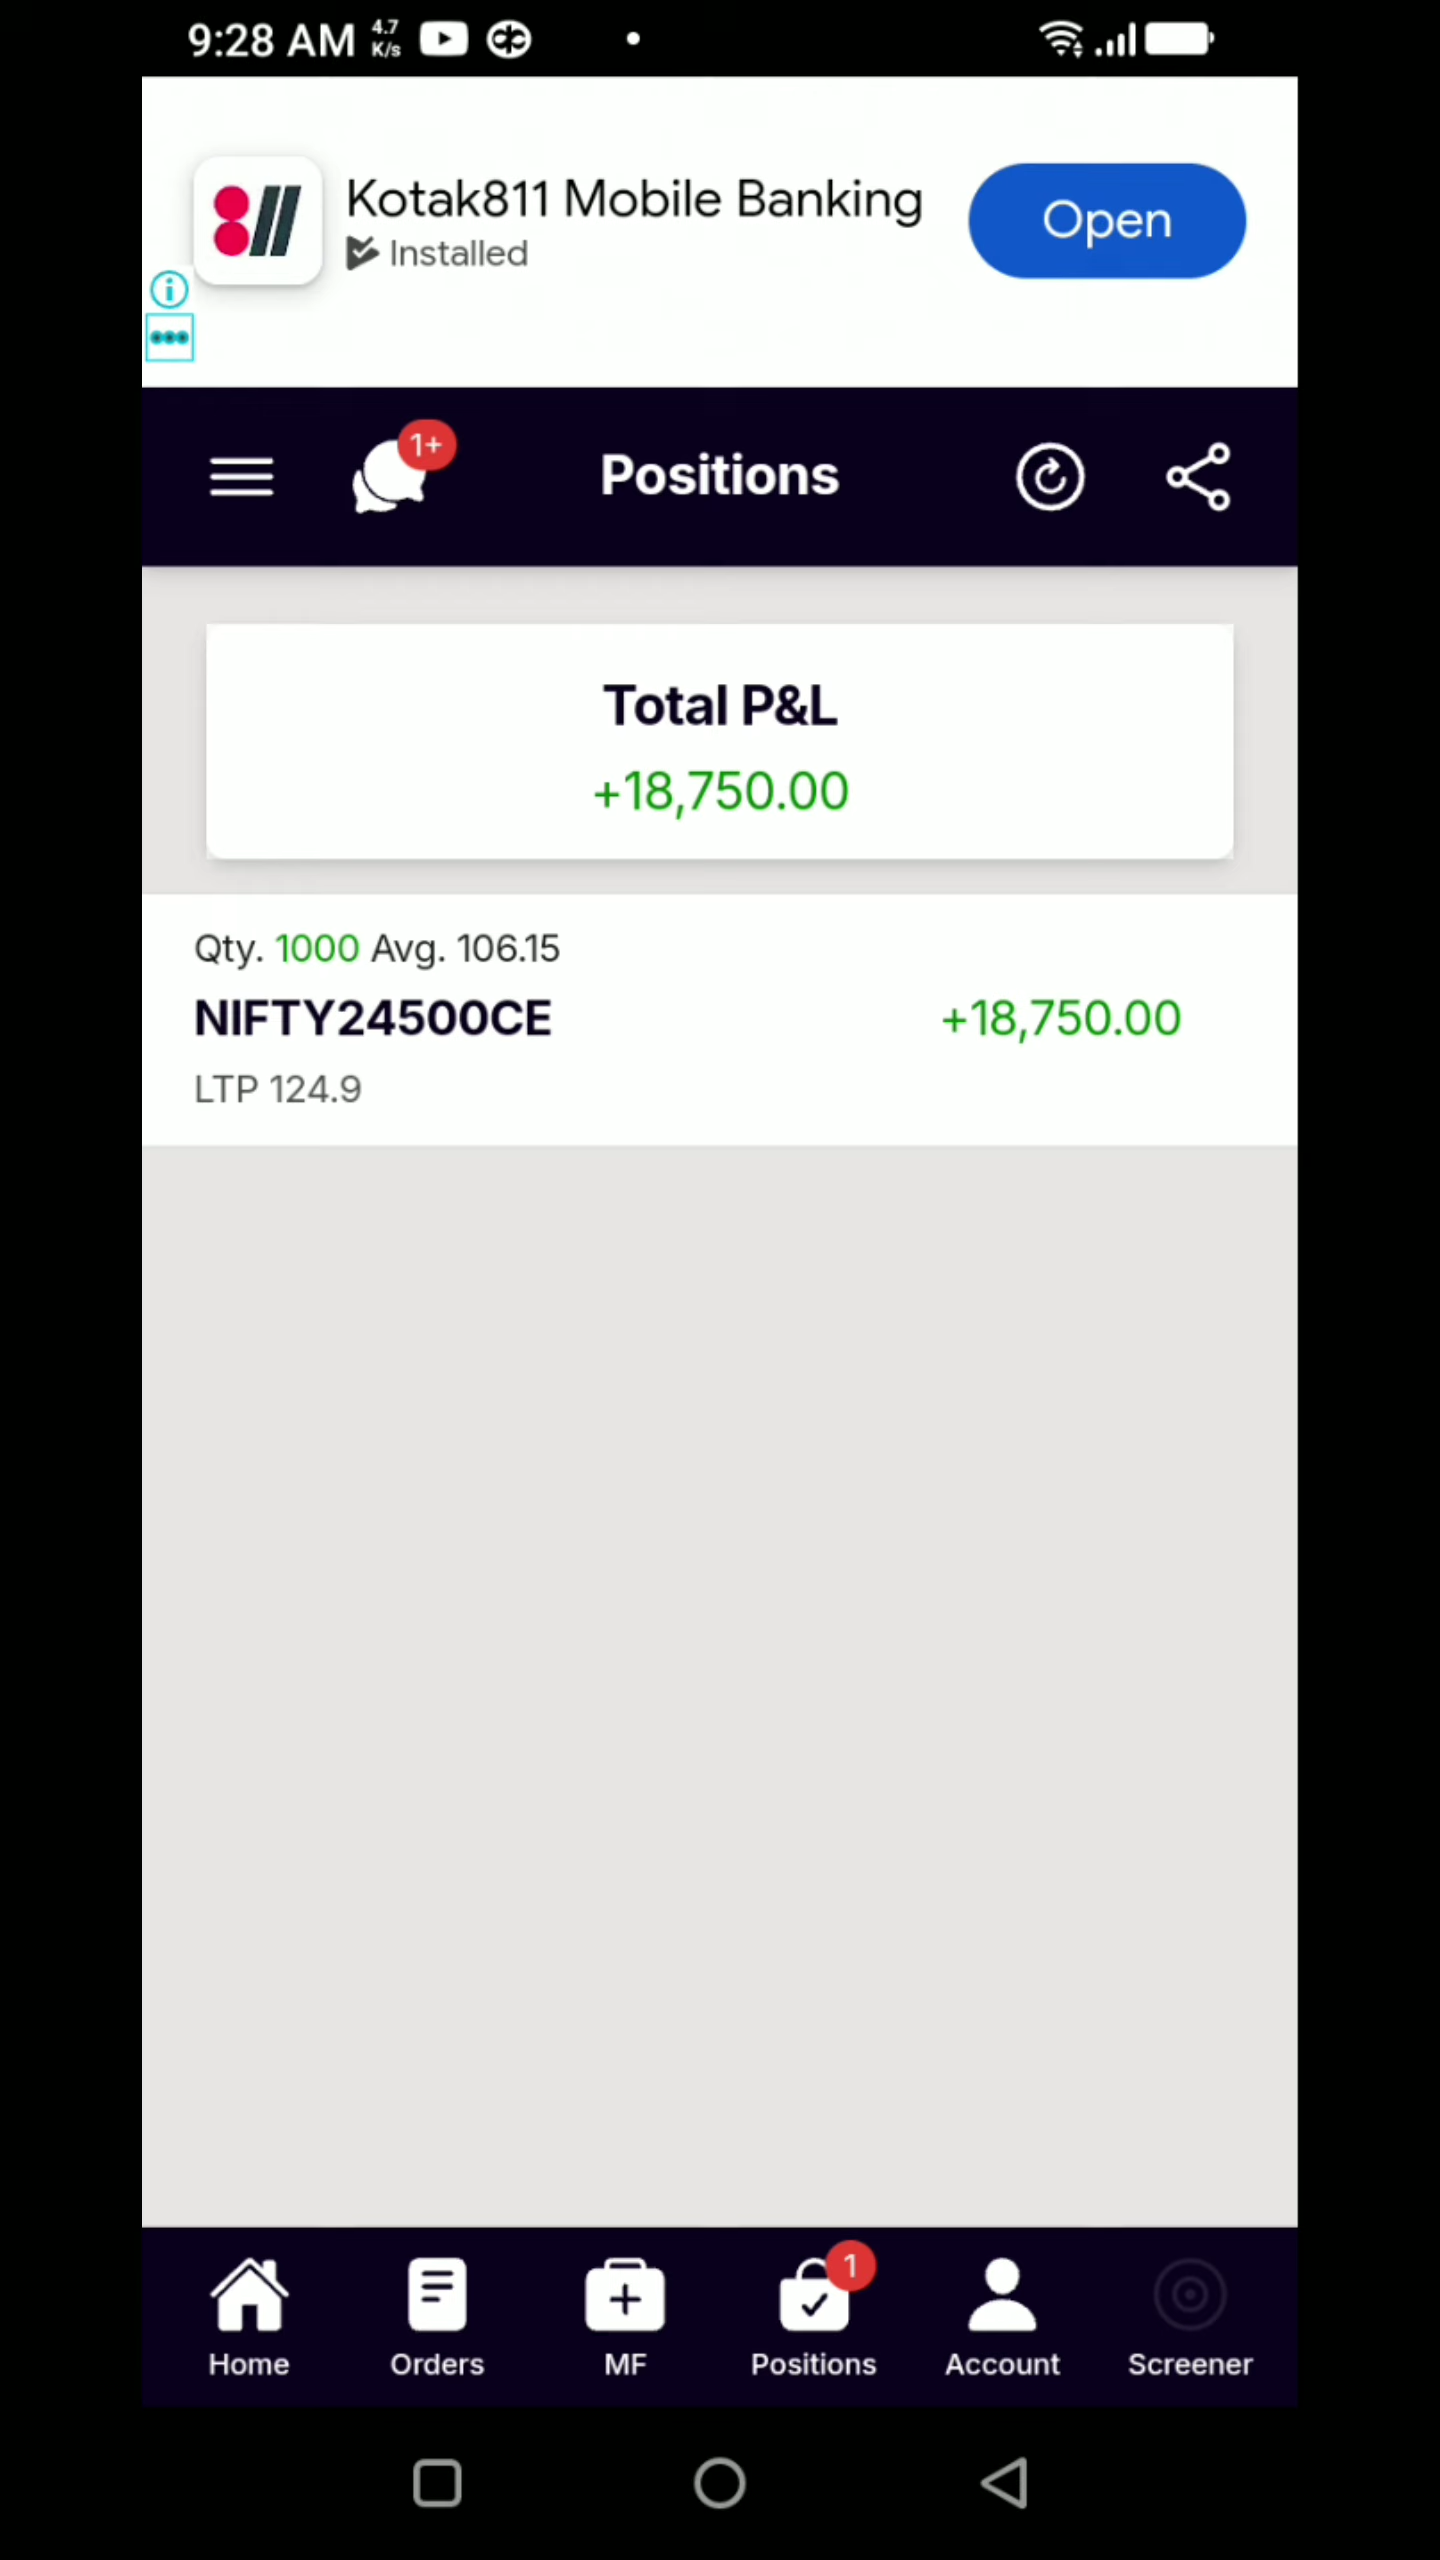 9:28 AM 4.7 K/s
Kotak811 Mobile Banking
Installed
Open
1+
Positions
Total P&L
+18,750.00
Qty. 1000 Avg. 106.15
NIFTY24500CE
+18,750.00
LTP 124.9
1
Home
Orders
MF
Positions
Account
Screener